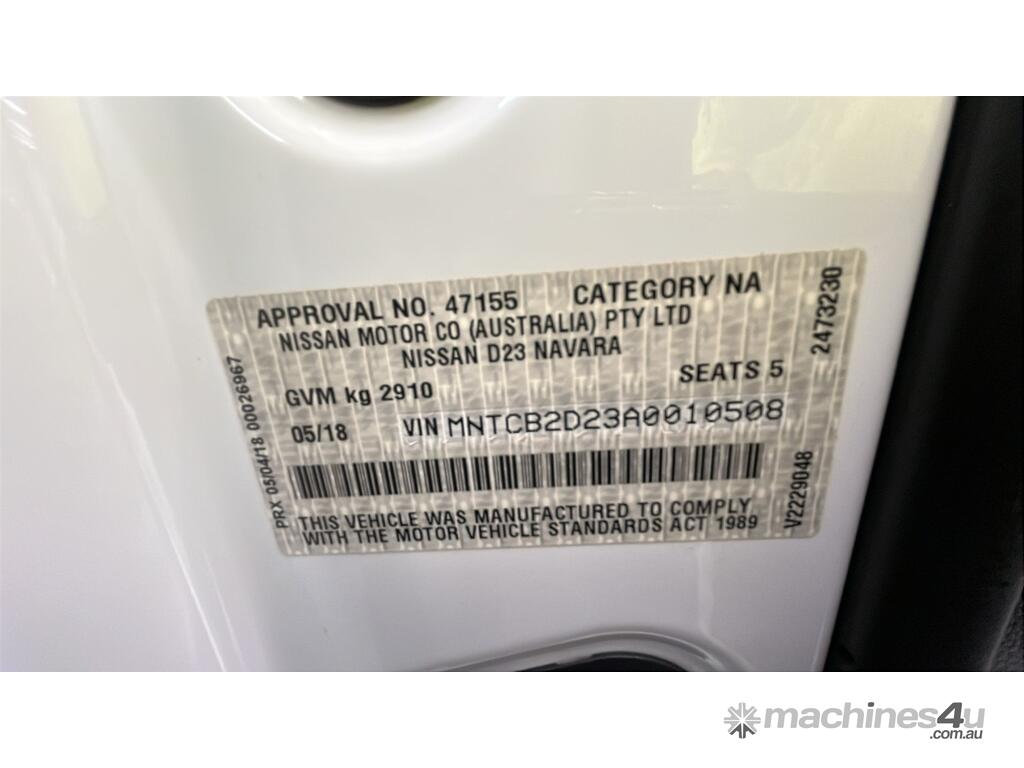 APPROVAL NO. 47155 CATEGORY NA
NISSAN MOTOR CO (AUSTRALIA) PTY LTD
NISSAN D23 NAVARA
GVM kg 2910 SEATS 5
05/18 VIN MNTCB2D23A0010508
THIS VEHICLE WAS MANUFACTURED TO COMPLY
WITH THE MOTOR VEHICLE STANDARDS ACT 1989
PRX 05/04/18 00026967
2473230
V2229048
machines4u
.com.au